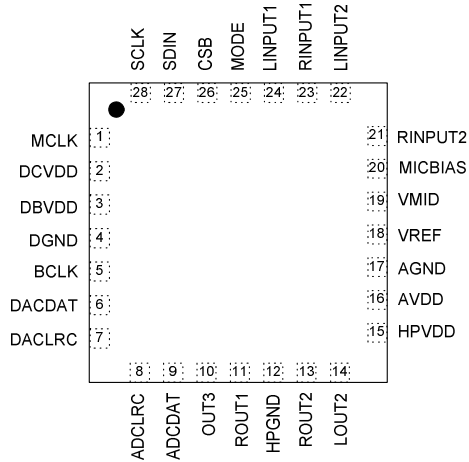 SCLK
SDIN
CSB
MODE
LINPUT1
RINPUT1
LINPUT2
28
27
26
25
24
23
22
MCLK 1
DCVDD 2
DBVDD 3
DGND 4
BCLK 5
DACDAT 6
DACLRC 7
21 RINPUT2
20 MICBIAS
19 VMID
18 VREF
17 AGND
16 AVDD
15 HPVDD
8
9
10
11
12
13
14
ADCLRC
ADCDAT
OUT3
ROUT1
HPGND
ROUT2
LOUT2